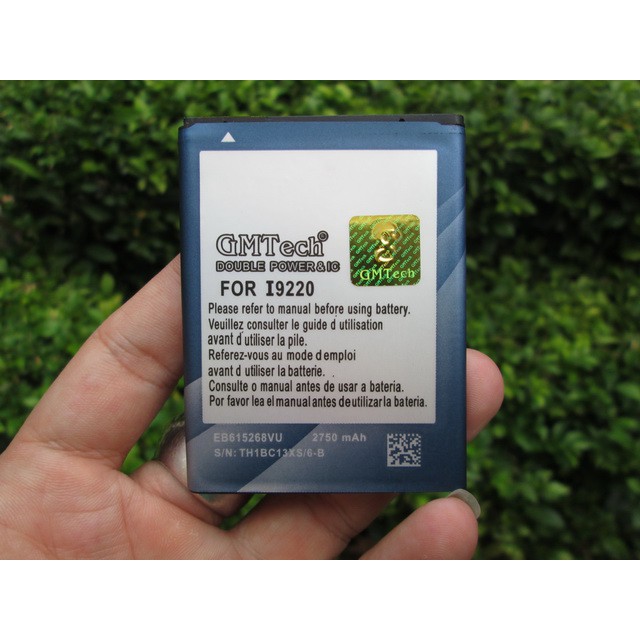 GMTech©
DOUBLE POWER & IC
GMTech
FOR I9220
Please refer to manual before using battery.
Veuillez consulter le guide d'utilisation
avant d'utiliser la pile.
Referez-vous au mode d emploi
avant d'utiliser la batterie.
Consulte o manual antes de usar a bateria.
Por favor lea el manual antes de utilizar la bateria.
EB615268VU 2750 mAh
S/N: TH1BC13XS/6-B